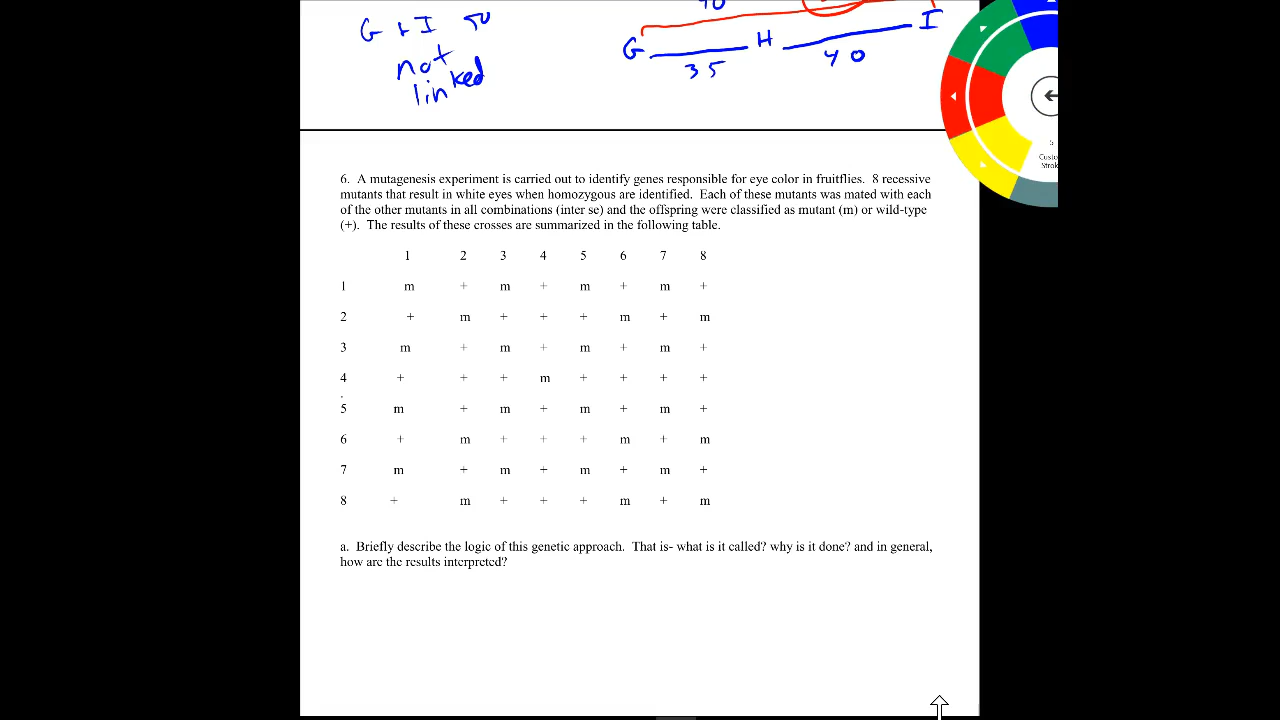 G + I 50
not
linked
G H I
35 40
5
6. A mutagenesis experiment is carried out to identify genes responsible for eye color in fruitflies. 8 recessive
mutants that result in white eyes when homozygous are identified. Each of these mutants was mated with each
of the other mutants in all combinations (inter se) and the offspring were classified as mutant (m) or wild-type
(+). The results of these crosses are summarized in the following table.
1 2 3 4 5 6 7 8
1 m + m + m + m +
2 + m + + + m + m
3 m + m + m + m +
4 + + + m + + + +
5 m + m + m + m +
6 + m + + + m + m
7 m + m + m + m +
8 + m + + + m + m
a. Briefly describe the logic of this genetic approach. That is- what is it called? why is it done? and in general,
how are the results interpreted?